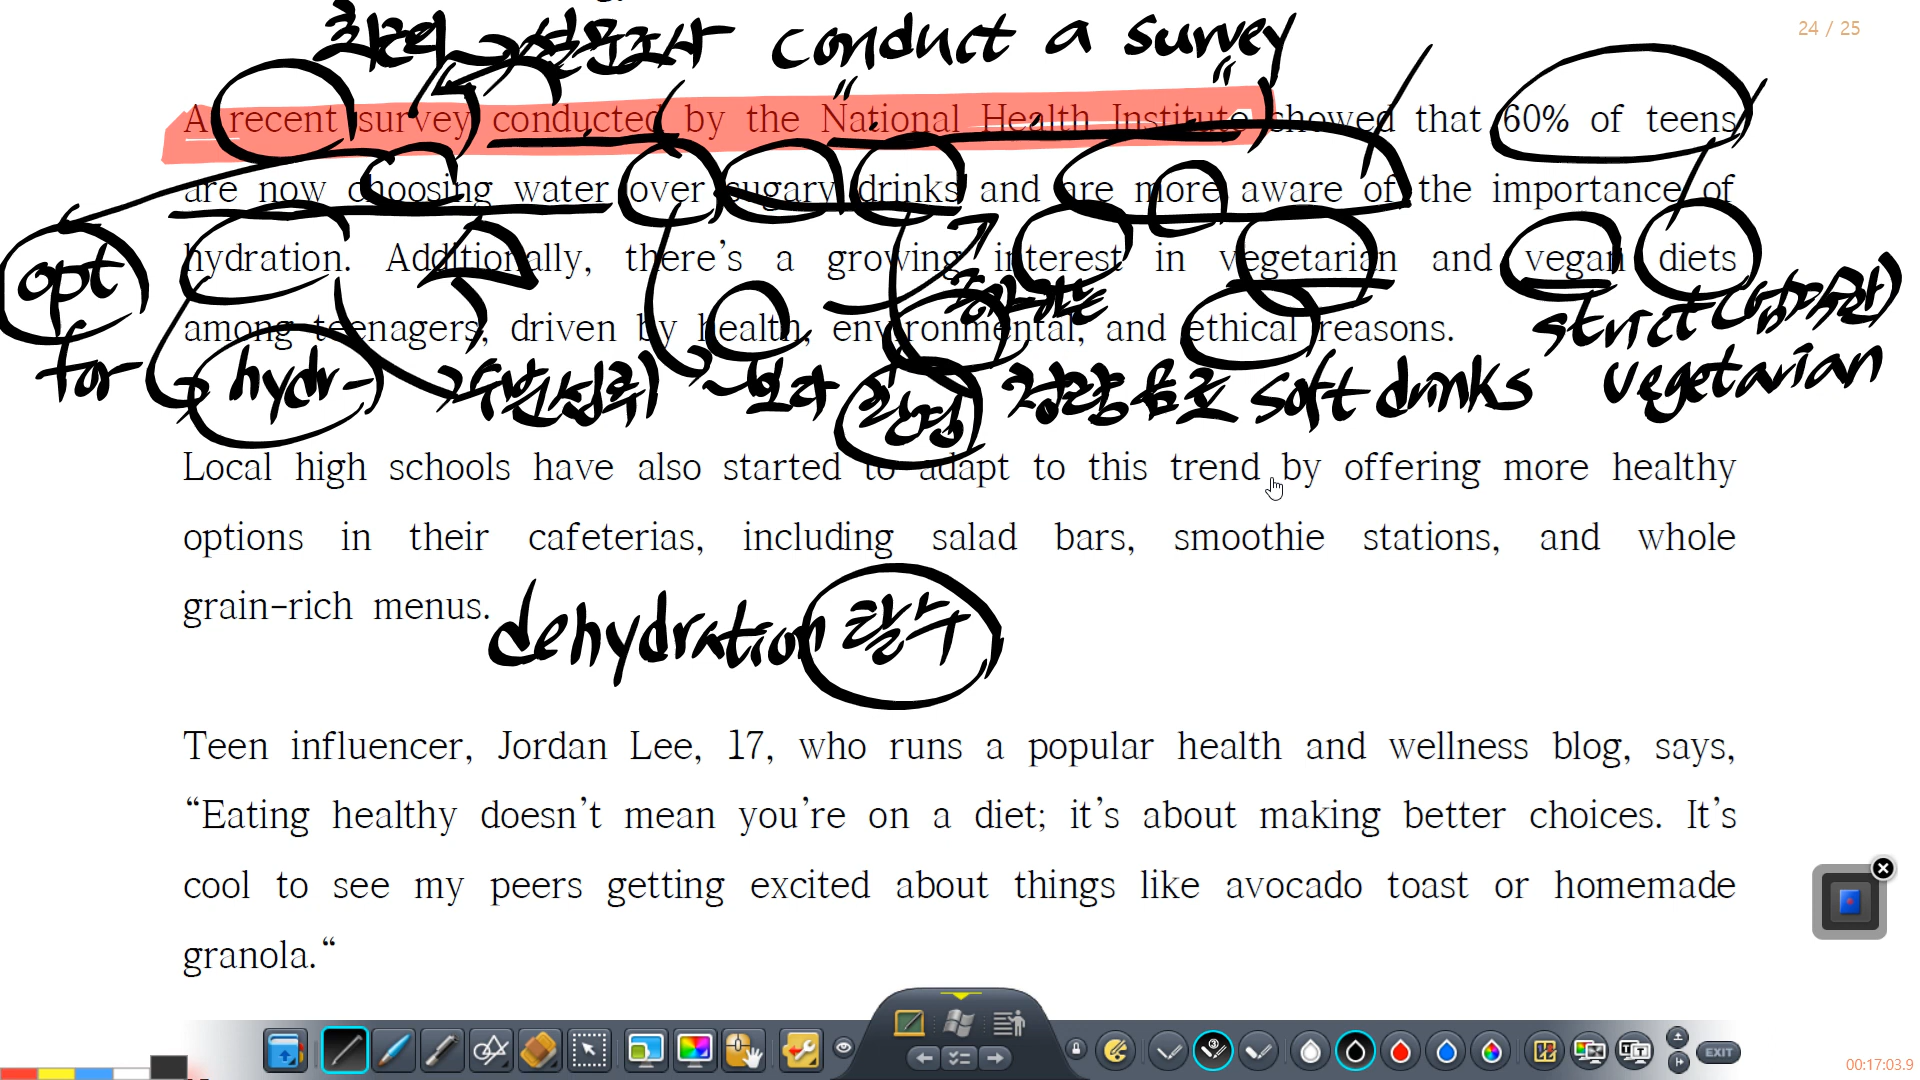 24 / 25
최근의 설문조사 conduct a survey
A recent survey conducted by the National Health Institute showed that 60% of teens
are now choosing water over sugary drinks and are more aware of the importance of
hydration. Additionally, there's a growing interest in vegetarian and vegan diets
opt
strict (엄격한)
among teenagers, driven by health, environmental, and ethical reasons.
for hydr- 수분섭취 보다 탄산 청량음료 soft drinks vegetarian
Local high schools have also started to adapt to this trend by offering more healthy
options in their cafeterias, including salad bars, smoothie stations, and whole
grain-rich menus.
dehydration 탈수
Teen influencer, Jordan Lee, 17, who runs a popular health and wellness blog, says,
“Eating healthy doesn't mean you're on a diet; it's about making better choices. It's
cool to see my peers getting excited about things like avocado toast or homemade
granola.“
EXIT
00:17:03.9